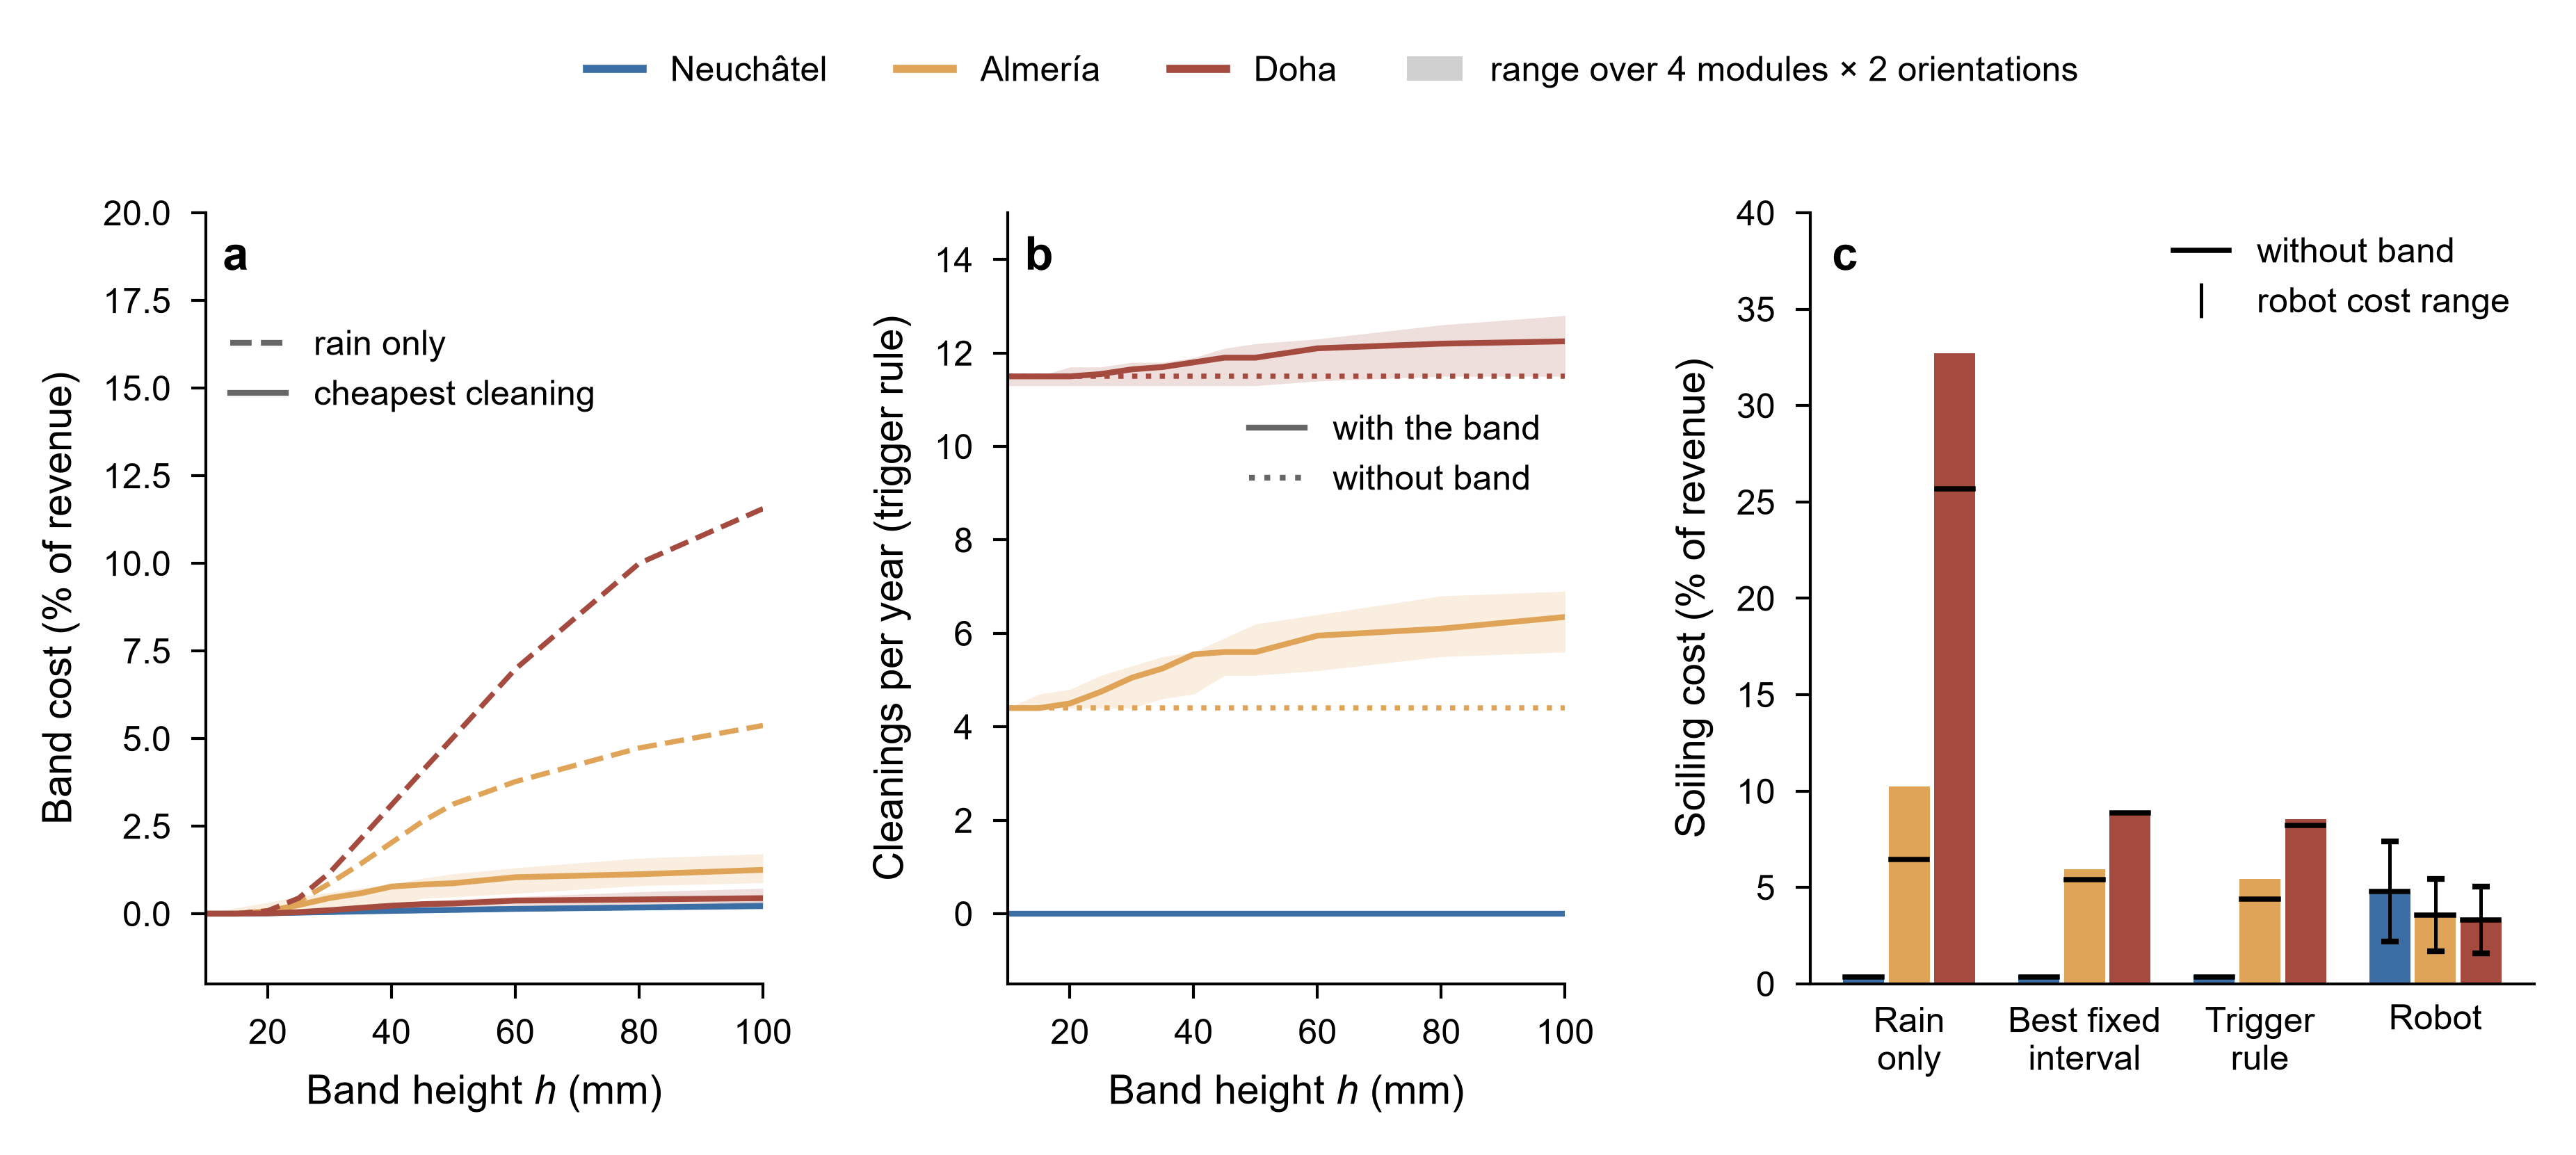 Neuchâtel
Almería
Doha
range over 4 modules × 2 orientations
a
rain only
cheapest cleaning
Band cost (% of revenue)
20.0
17.5
15.0
12.5
10.0
7.5
5.0
2.5
0.0
20 40 60 80 100
Band height h (mm)
b
with the band
without band
Cleanings per year (trigger rule)
14
12
10
8
6
4
2
0
20 40 60 80 100
Band height h (mm)
c
without band
robot cost range
Soiling cost (% of revenue)
40
35
30
25
20
15
10
5
0
Rain
only
Best fixed
interval
Trigger
rule
Robot